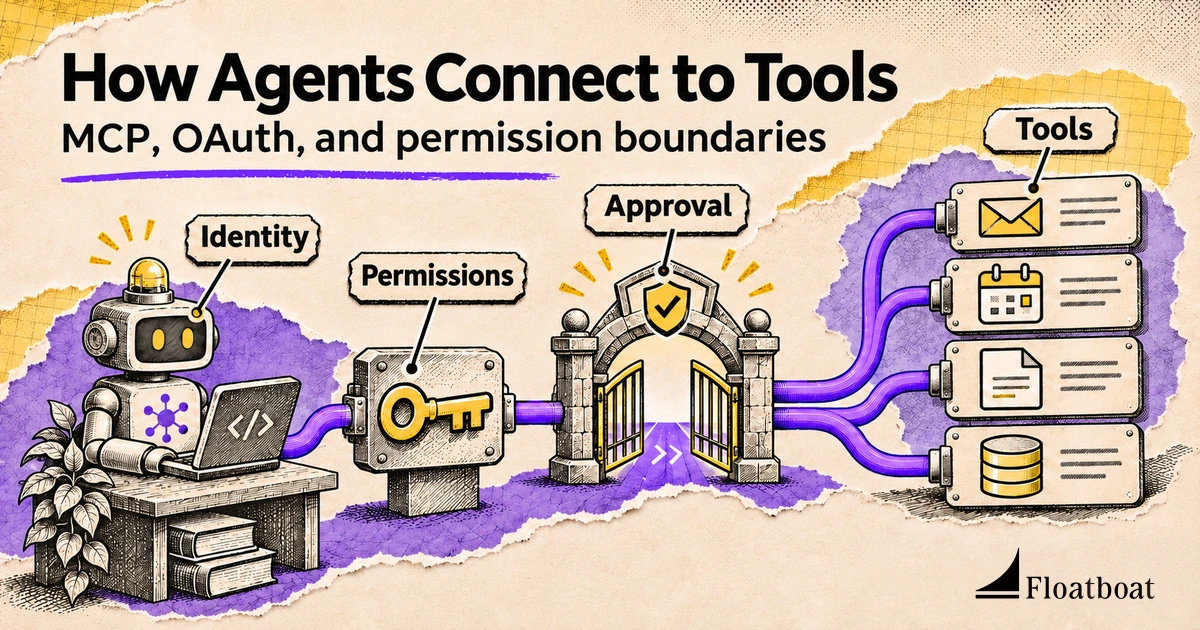 How Agents Connect to Tools
MCP, OAuth, and permission boundaries
Identity
Permissions
Approval
Tools
</>
Floatboat